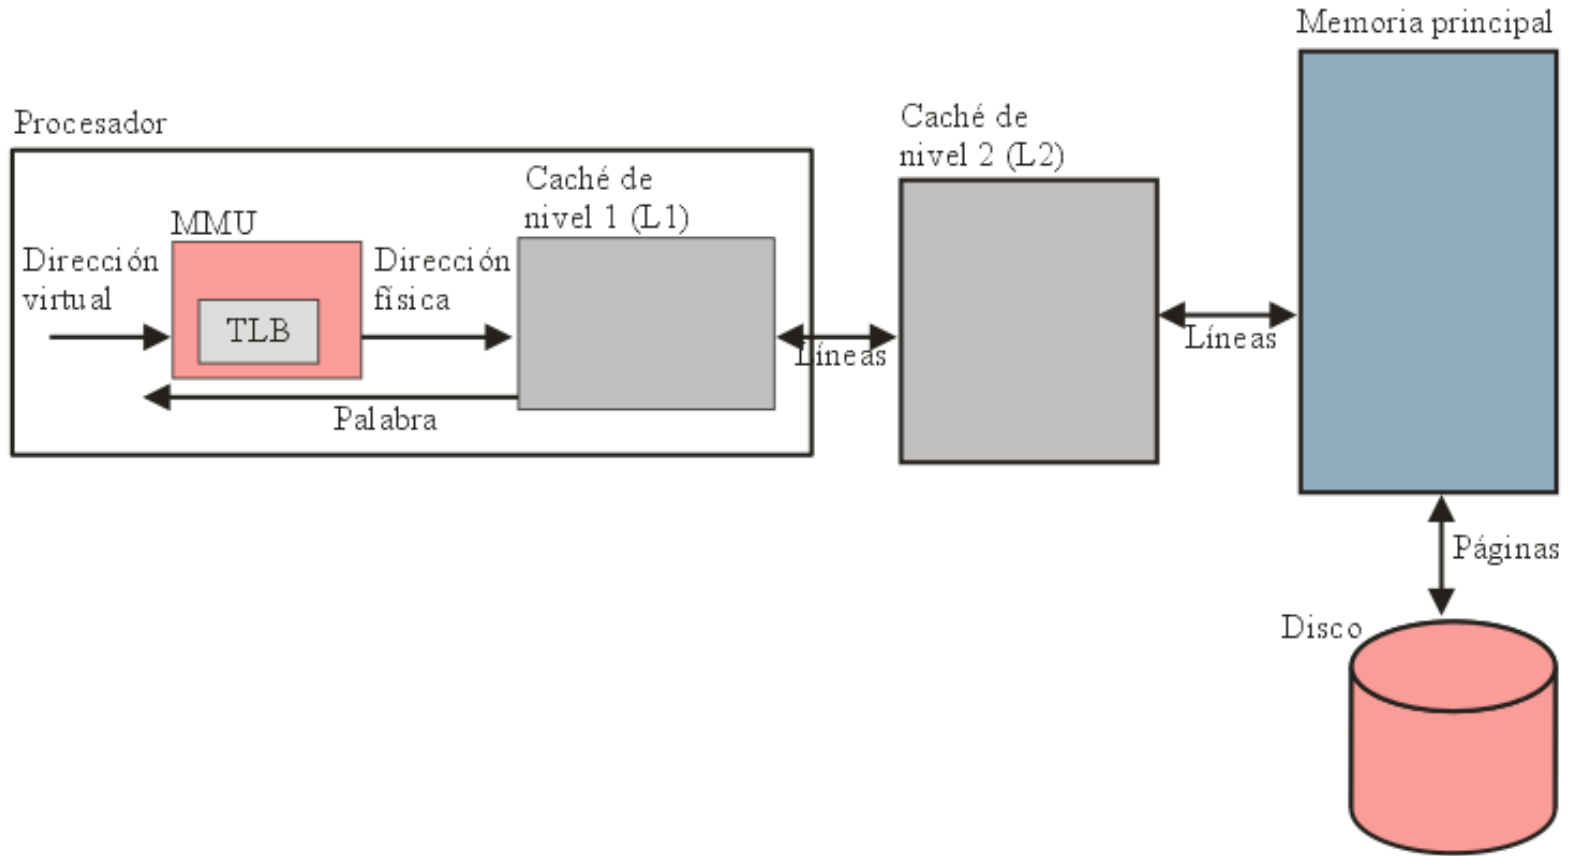 Memoria principal
Procesador
Caché de
nivel 2 (L2)
Caché de
nivel 1 (L1)
MMU
Dirección
virtual
TLB
Dirección
física
Palabra
Líneas
Líneas
Páginas
Disco